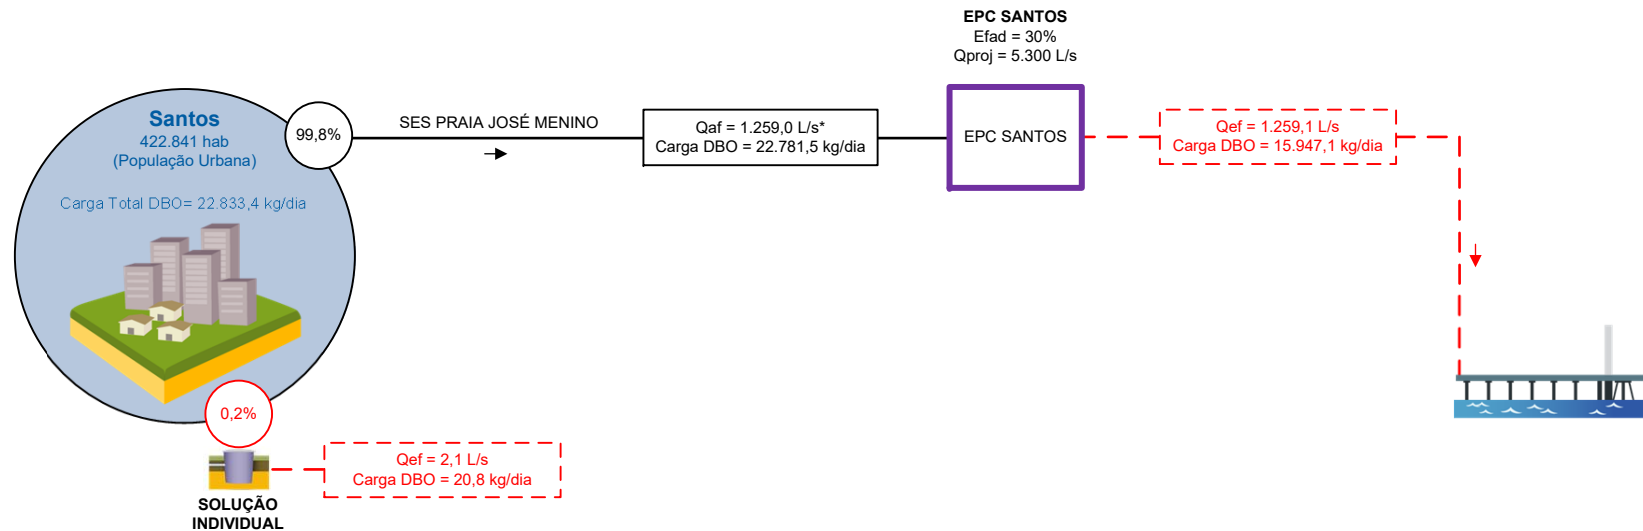 EPC SANTOS
Efad = 30%
Qproj = 5.300 L/s
Santos
422.841 hab
(População Urbana)
Carga Total DBO= 22.833,4 kg/dia
99,8%
SES PRAIA JOSÉ MENINO
Qaf = 1.259,0 L/s*
Carga DBO = 22.781,5 kg/dia
EPC SANTOS
Qef = 1.259,1 L/s
Carga DBO = 15.947,1 kg/dia
0,2%
Qef = 2,1 L/s
Carga DBO = 20,8 kg/dia
SOLUÇÃO
INDIVIDUAL